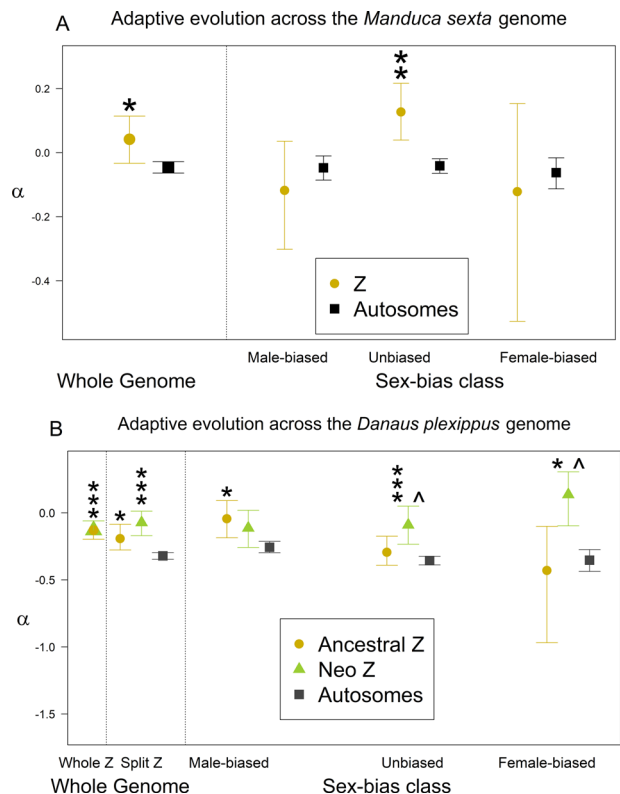 A
Adaptive evolution across the Manduca sexta genome
0.2
0.0
-0.2
-0.4
α
*
**
Z
Autosomes
Male-biased Unbiased Female-biased
Whole Genome Sex-bias class
B
Adaptive evolution across the Danaus plexippus genome
0.0
-0.5
-1.0
-1.5
α
*** * *** * *** ^ * ^
Ancestral Z
Neo Z
Autosomes
Whole Z Split Z Male-biased Unbiased Female-biased
Whole Genome Sex-bias class